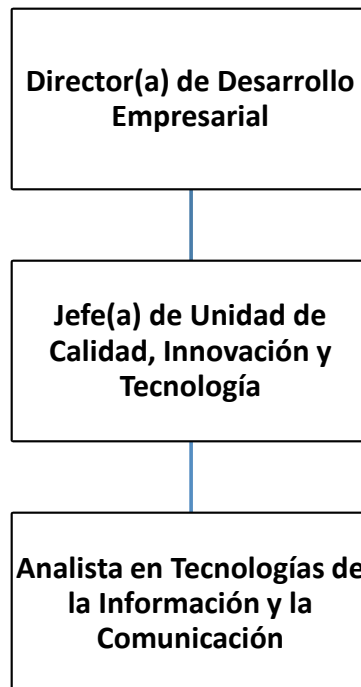 Director(a) de Desarrollo
Empresarial
Jefe(a) de Unidad de
Calidad, Innovación y
Tecnología
Analista en Tecnologías de
la Información y la
Comunicación